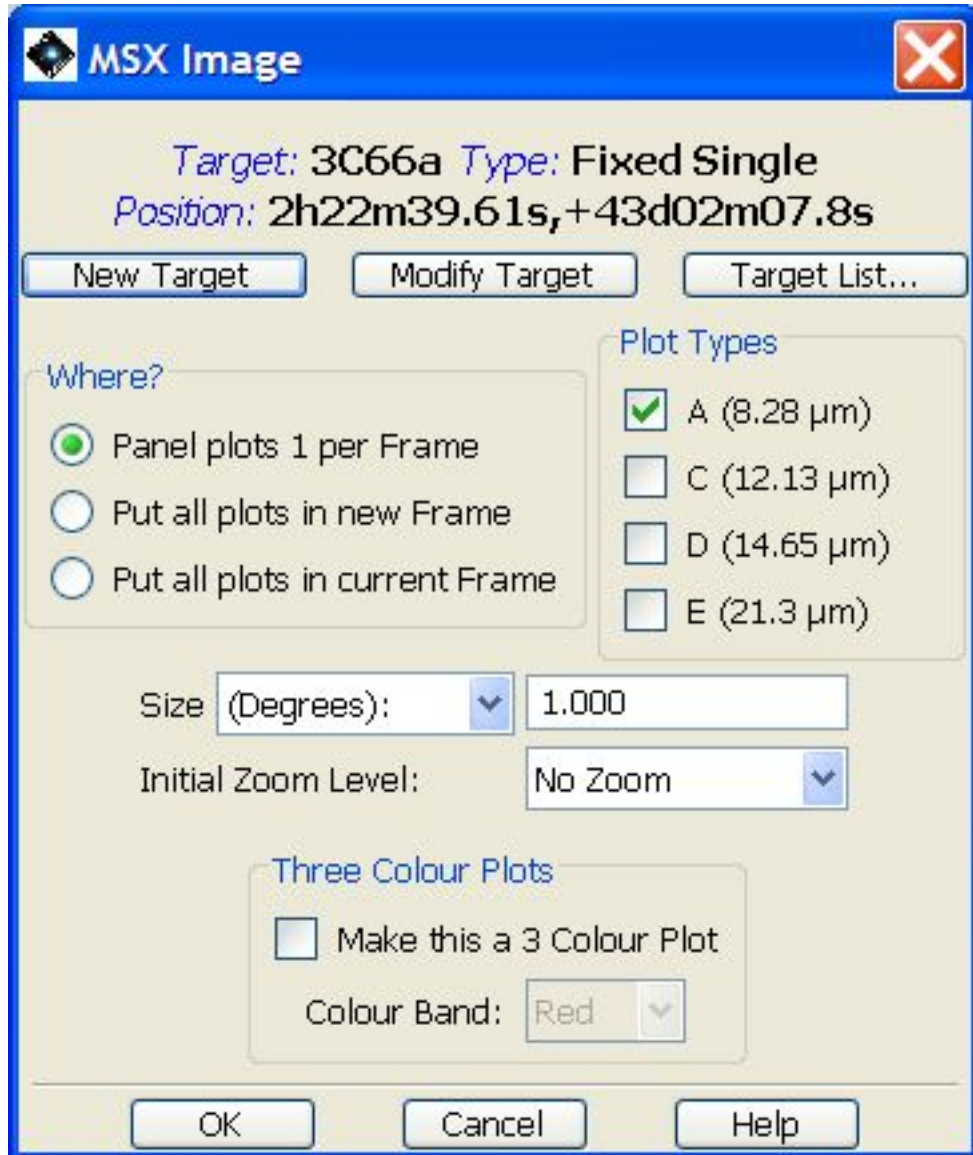 MSX Image
Target: 3C66a Type: Fixed Single
Position: 2h22m39.61s,+43d02m07.8s
New Target Modify Target Target List...
Where?
Panel plots 1 per Frame
Put all plots in new Frame
Put all plots in current Frame
Plot Types
A (8.28 µm)
C (12.13 µm)
D (14.65 µm)
E (21.3 µm)
Size (Degrees): 1.000
Initial Zoom Level: No Zoom
Three Colour Plots
Make this a 3 Colour Plot
Colour Band: Red
OK Cancel Help